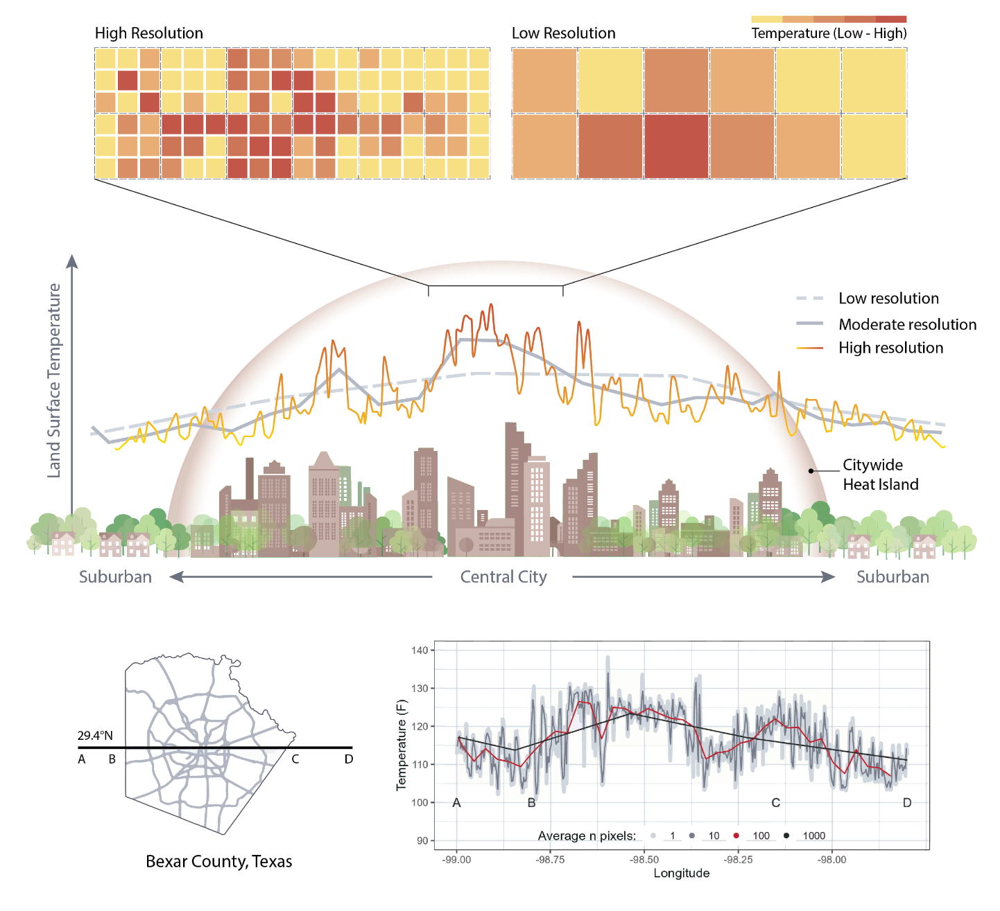 High Resolution
Low Resolution
Temperature (Low - High)
Land Surface Temperature
Low resolution
Moderate resolution
High resolution
Citywide
Heat Island
Suburban
Central City
Suburban
29.4°N
A
B
C
D
Bexar County, Texas
Temperature (F)
140
130
120
110
100
90
A
B
C
D
Average n pixels: 1 10 100 1000
-99.00
-98.75
-98.50
-98.25
-98.00
Longitude